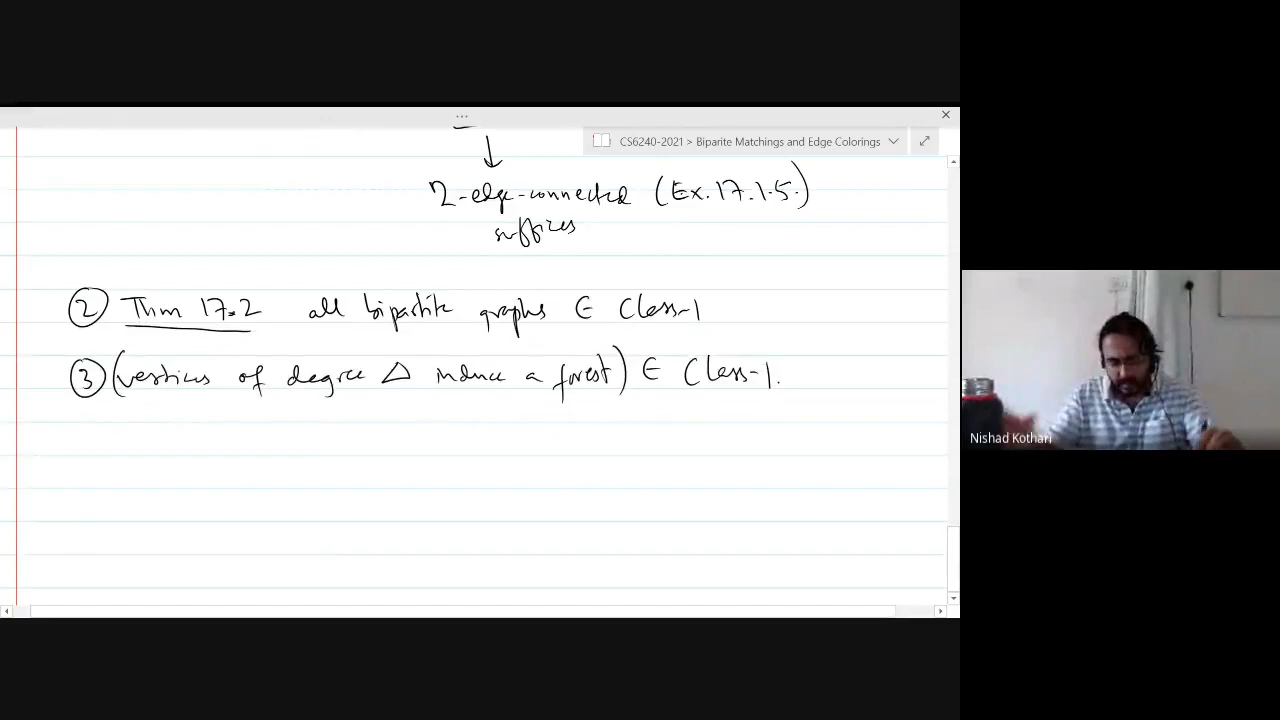 CS6240-2021 > Biparite Matchings and Edge Colorings
2-edge-connected (Ex. 17.1.5.)
suffices
② Thm 17.2 all bipartite graphs ∈ Class-1
③ (vertices of degree Δ induce a forest) ∈ Class-1.
Nishad Kothari